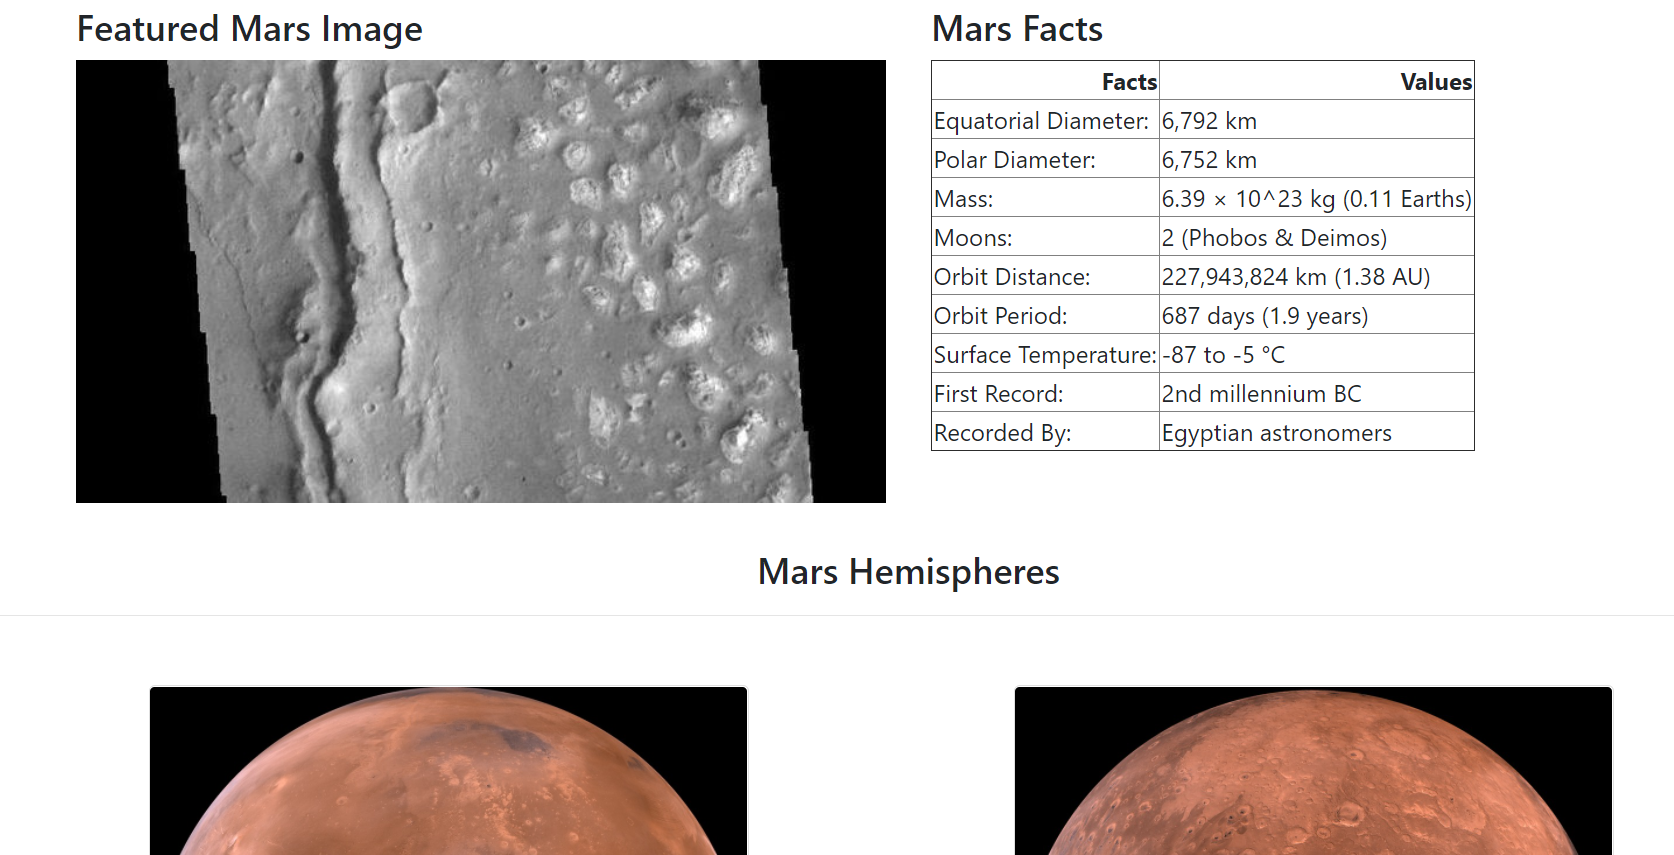 Featured Mars Image
Mars Facts
Facts Values
Equatorial Diameter: 6,792 km
Polar Diameter: 6,752 km
Mass: 6.39 × 10^23 kg (0.11 Earths)
Moons: 2 (Phobos & Deimos)
Orbit Distance: 227,943,824 km (1.38 AU)
Orbit Period: 687 days (1.9 years)
Surface Temperature: -87 to -5 °C
First Record: 2nd millennium BC
Recorded By: Egyptian astronomers
Mars Hemispheres